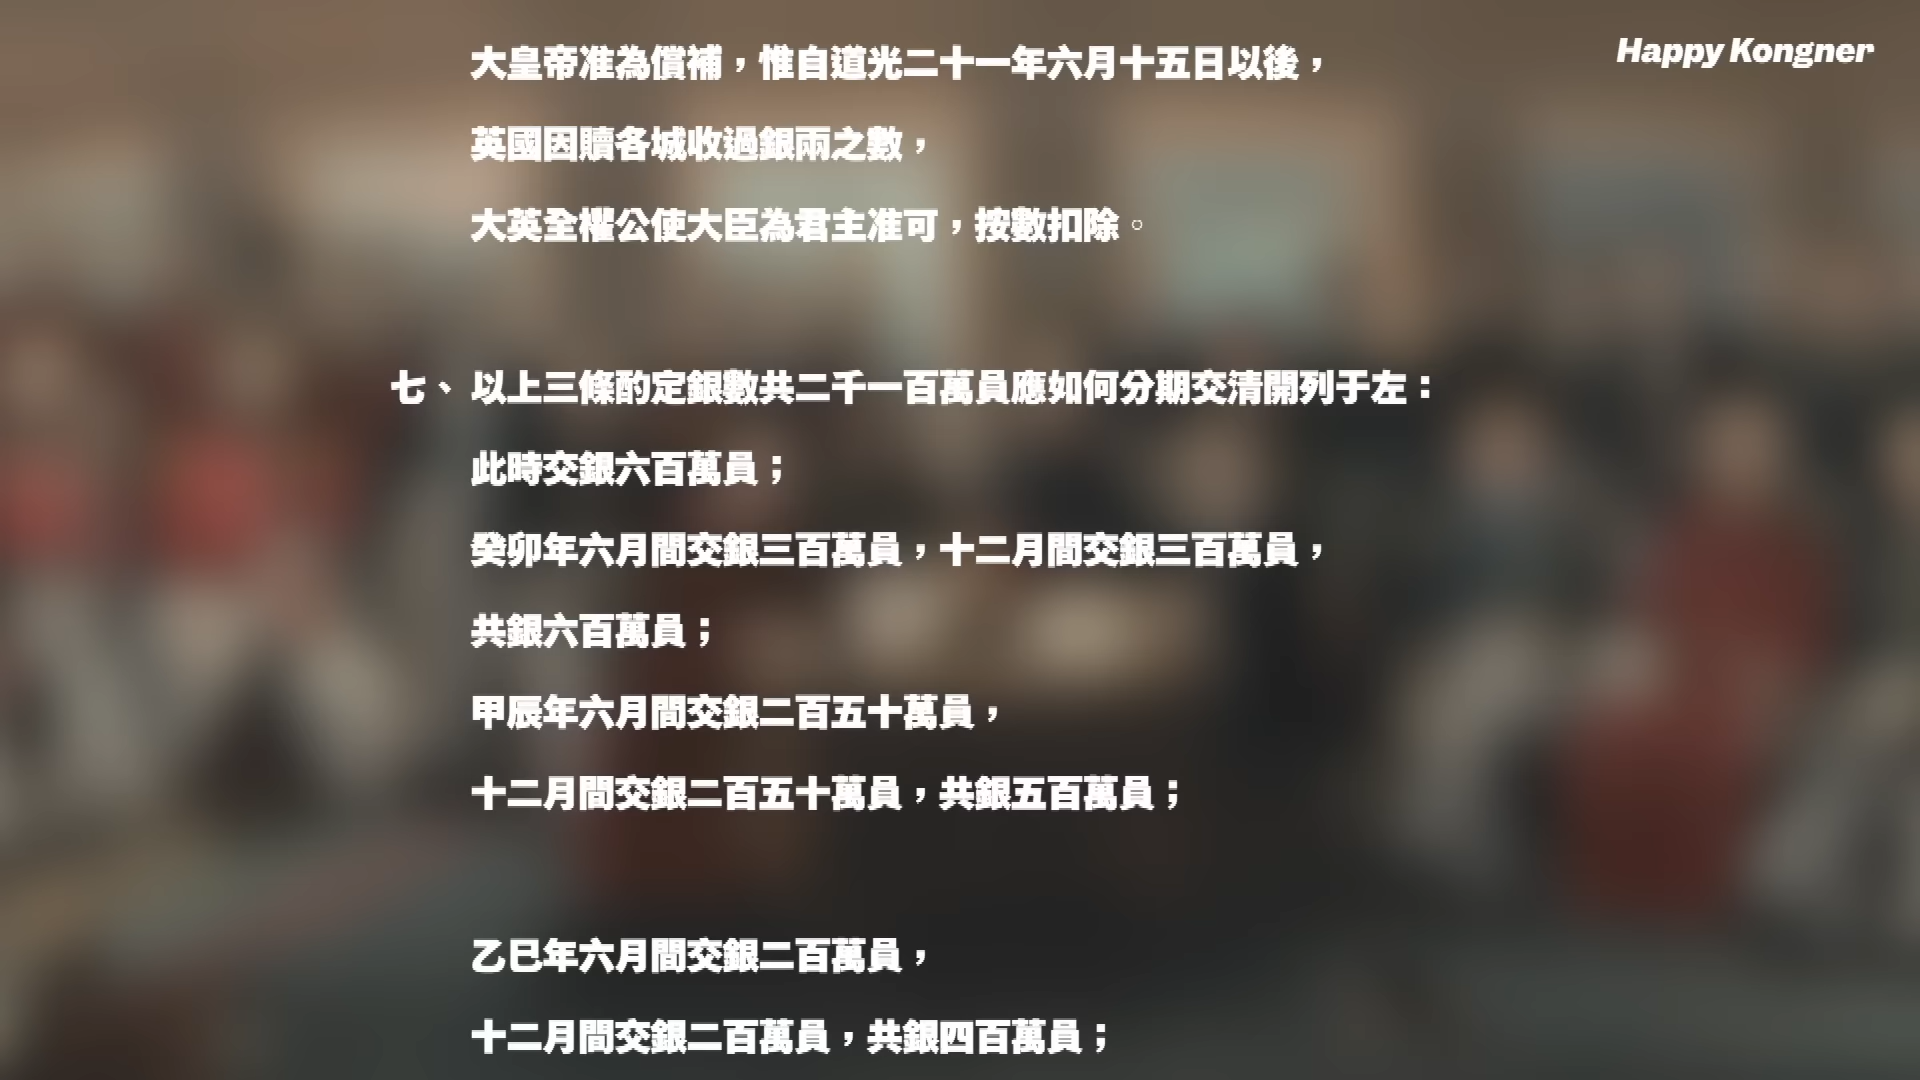 Happy Kongner
大皇帝准為償補，惟自道光二十一年六月十五日以後，
英國因贖各城收過銀兩之數，
大英全權公使大臣為君主准可，按數扣除。
七、以上三條酌定銀數共二千一百萬員應如何分期交清開列于左：
此時交銀六百萬員；
癸卯年六月間交銀三百萬員，十二月間交銀三百萬員，
共銀六百萬員；
甲辰年六月間交銀二百五十萬員，
十二月間交銀二百五十萬員，共銀五百萬員；
乙巳年六月間交銀二百萬員，
十二月間交銀二百萬員，共銀四百萬員；